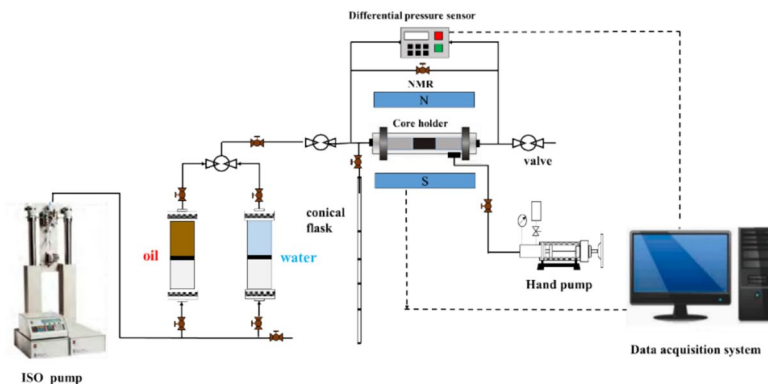 Differential pressure sensor
NMR
N
Core holder
valve
S
conical
flask
oil
water
Hand pump
Data acquisition system
ISO pump